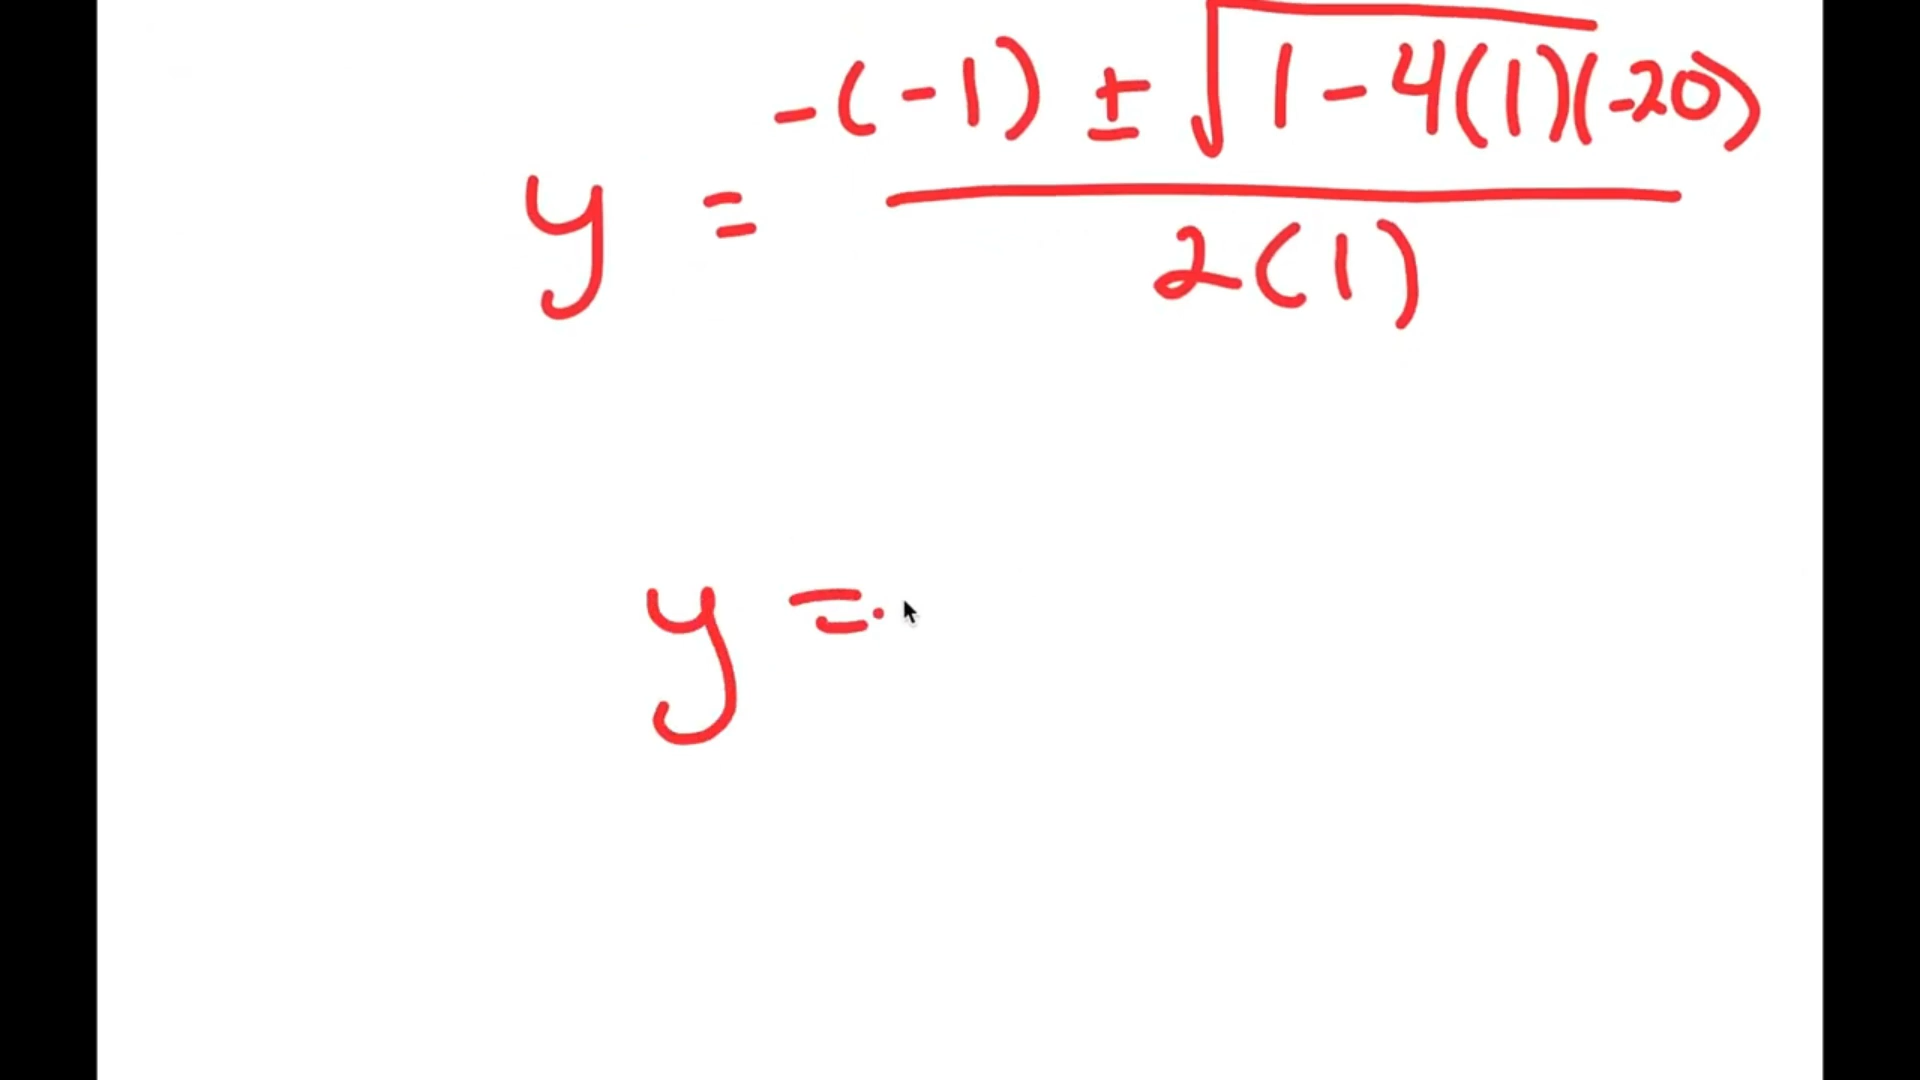 y = -(-1) ± √1-4(1)(-20) / 2(1)
y =.